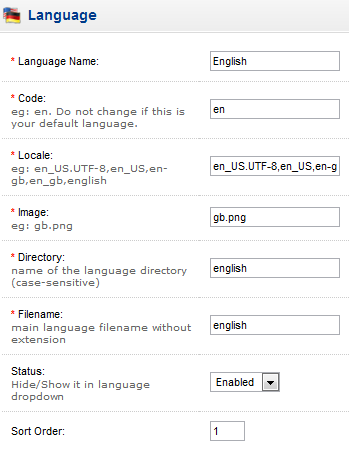 Language
* Language Name:
English
* Code:
eg: en. Do not change if this is
your default language.
en
* Locale:
eg: en_US.UTF-8,en_US,en-
gb,en_gb,english
en_US.UTF-8,en_US,en-g
* Image:
eg: gb.png
gb.png
* Directory:
name of the language directory
(case-sensitive)
english
* Filename:
main language filename without
extension
english
Status:
Hide/Show it in language
dropdown
Enabled
Sort Order:
1